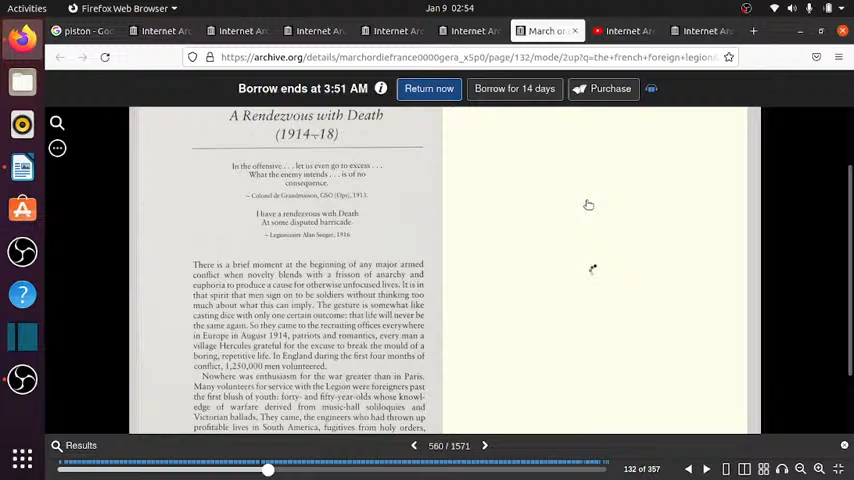 Activities
Firefox Web Browser
Jan 9 02:54
piston - Goo
Internet Arc
Internet Arc
Internet Arc
Internet Arc
Internet Arc
March or
Internet Arc
Internet Arc
https://archive.org/details/marchordiefrance0000gera_x5p0/page/132/mode/2up?q=the+french+foreign+legion
Borrow ends at 3:51 AM
Return now
Borrow for 14 days
Purchase
A Rendezvous with Death
(1914-18)
In the offensive . . . let us even go to excess . . .
What the enemy intends . . . is of no
consequence.
– Colonel de Grandmaison, GSO (Ops), 1913.
I have a rendezvous with Death
At some disputed barricade.
– Legionnaire Alan Seeger, 1916
There is a brief moment at the beginning of any major armed
conflict when novelty blends with a frisson of anarchy and
euphoria to produce a cause for otherwise unfocused lives. It is in
that spirit that men sign on to be soldiers without thinking too
much about what this can imply. The gesture is somewhat like
casting dice with only one certain outcome: that life will never be
the same again. So they came to the recruiting offices everywhere
in Europe in August 1914, patriots and romantics, every man a
village Hercules grateful for the excuse to break the mould of a
boring, repetitive life. In England during the first four months of
conflict, 1,250,000 men volunteered.
Nowhere was enthusiasm for the war greater than in Paris.
Many volunteers for service with the Legion were foreigners past
the first blush of youth: forty- and fifty-year-olds whose knowl-
edge of warfare derived from music-hall soliloquies and
Victorian ballads. They came, the engineers who had thrown up
profitable lives in South America, fugitives from holy orders,
Results
560 / 1571
132 of 357